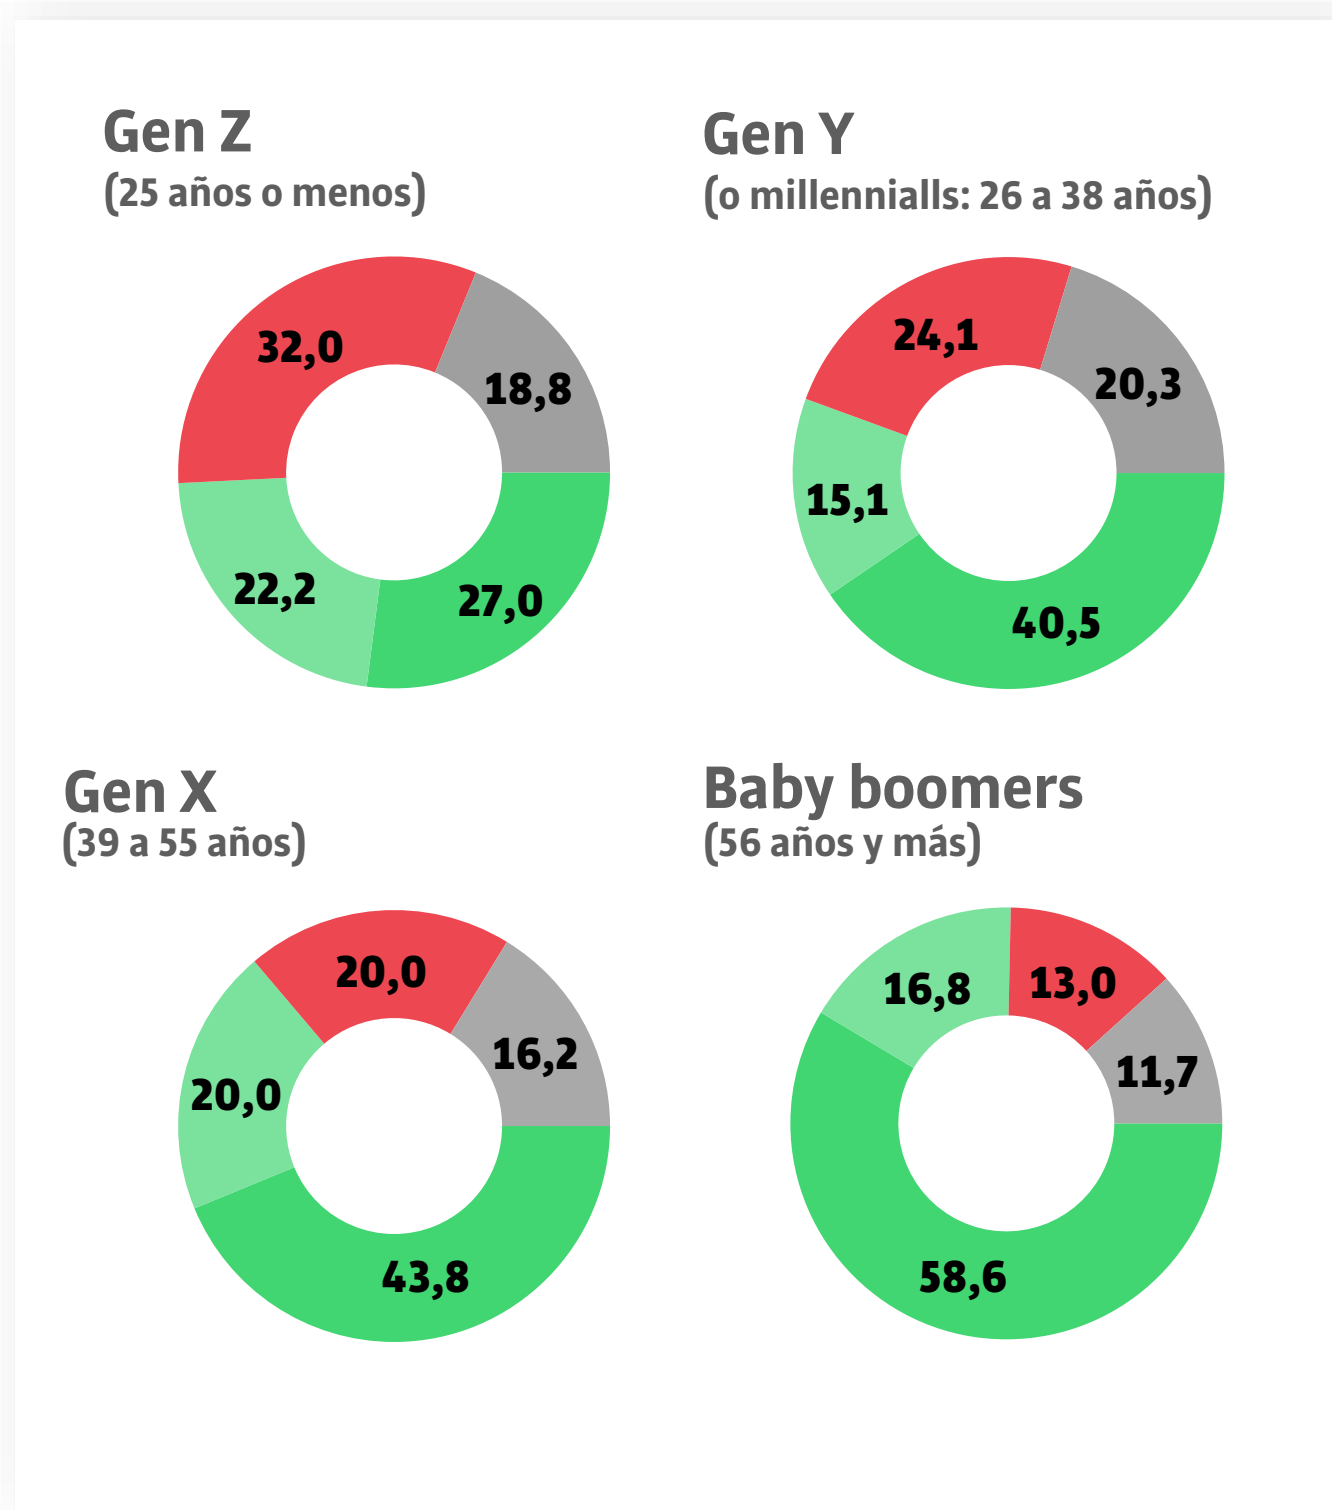 Gen Z
(25 años o menos)
32,0
18,8
22,2
27,0
Gen Y
(o millennialls: 26 a 38 años)
24,1
20,3
15,1
40,5
Gen X
(39 a 55 años)
20,0
16,2
20,0
43,8
Baby boomers
(56 años y más)
16,8
13,0
11,7
58,6